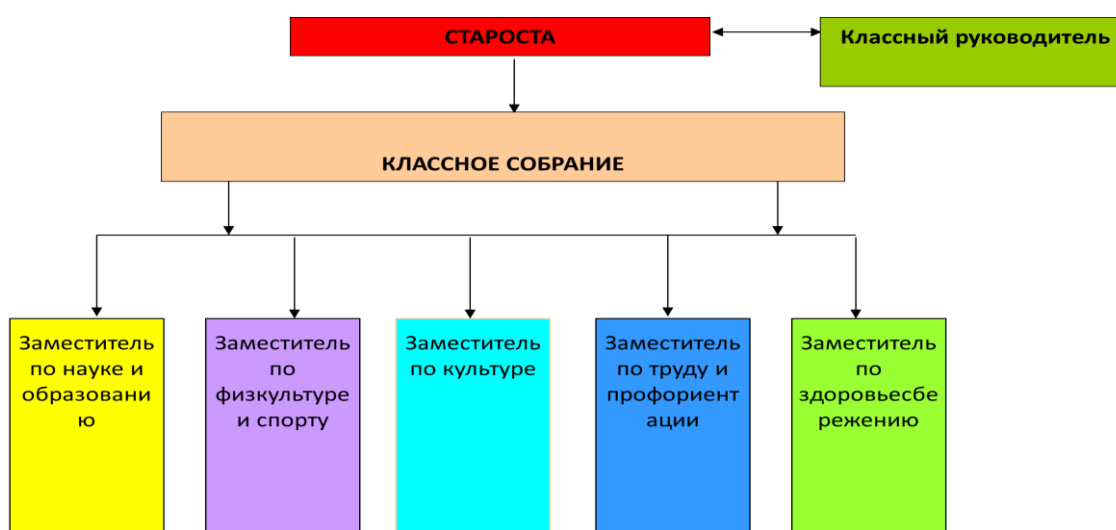 СТАРОСТА
Классный руководитель
КЛАССНОЕ СОБРАНИЕ
Заместитель
по науке и
образовани
ю
Заместитель
по
физкультуре
и спорту
Заместитель
по культуре
Заместитель
по труду и
профориент
ации
Заместитель
по
здоровьесбе
режению